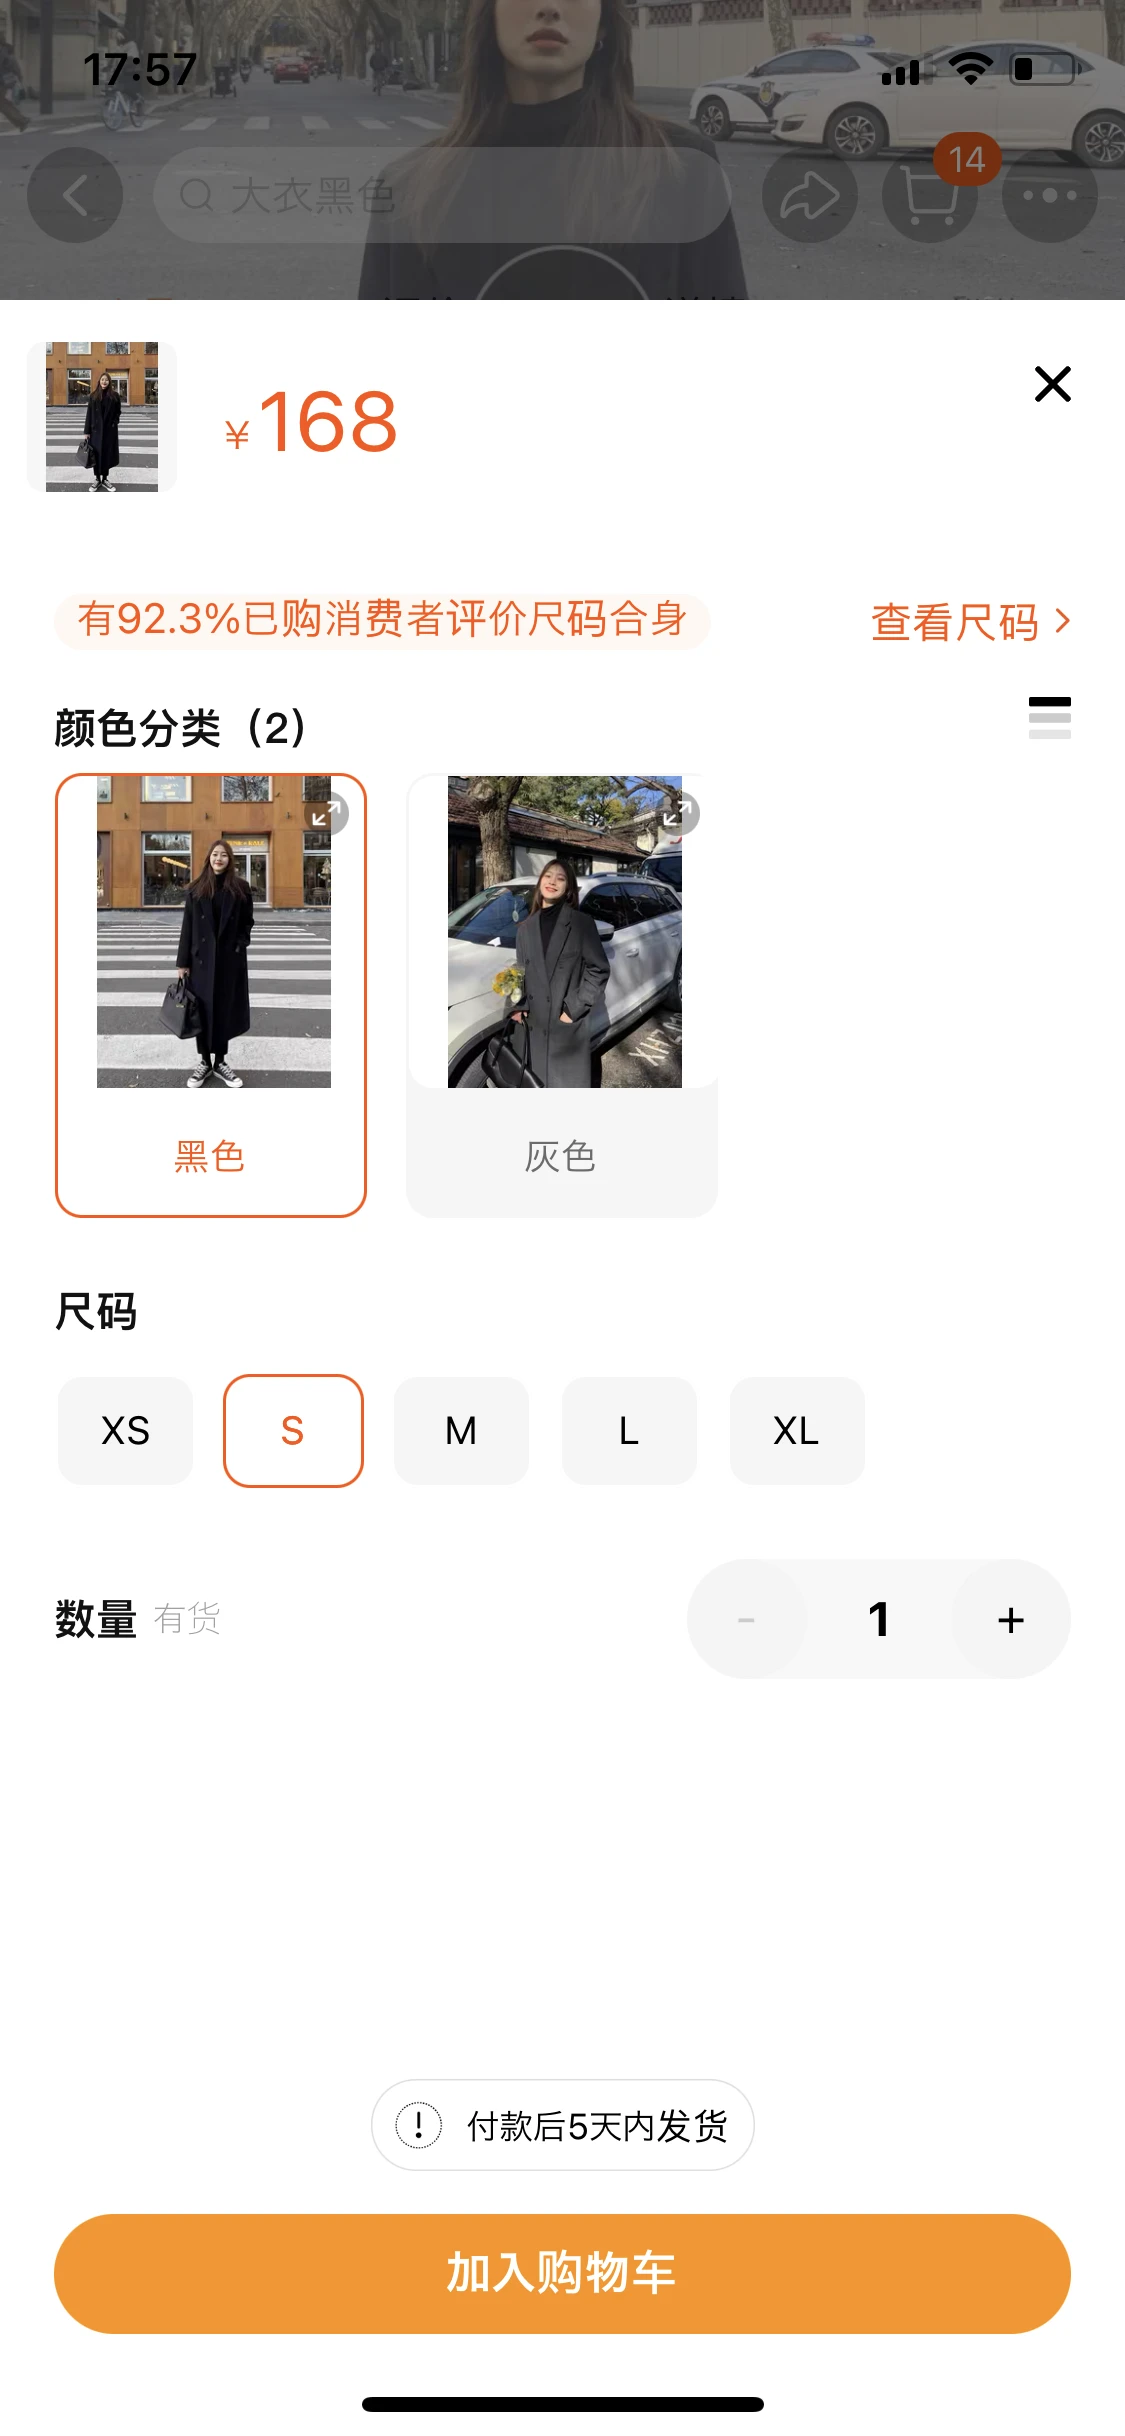 17:57
大衣黑色
14
¥168
有92.3%已购消费者评价尺码合身
查看尺码
颜色分类（2）
黑色
灰色
尺码
XS
S
M
L
XL
数量 有货
- 1 +
付款后5天内发货
加入购物车